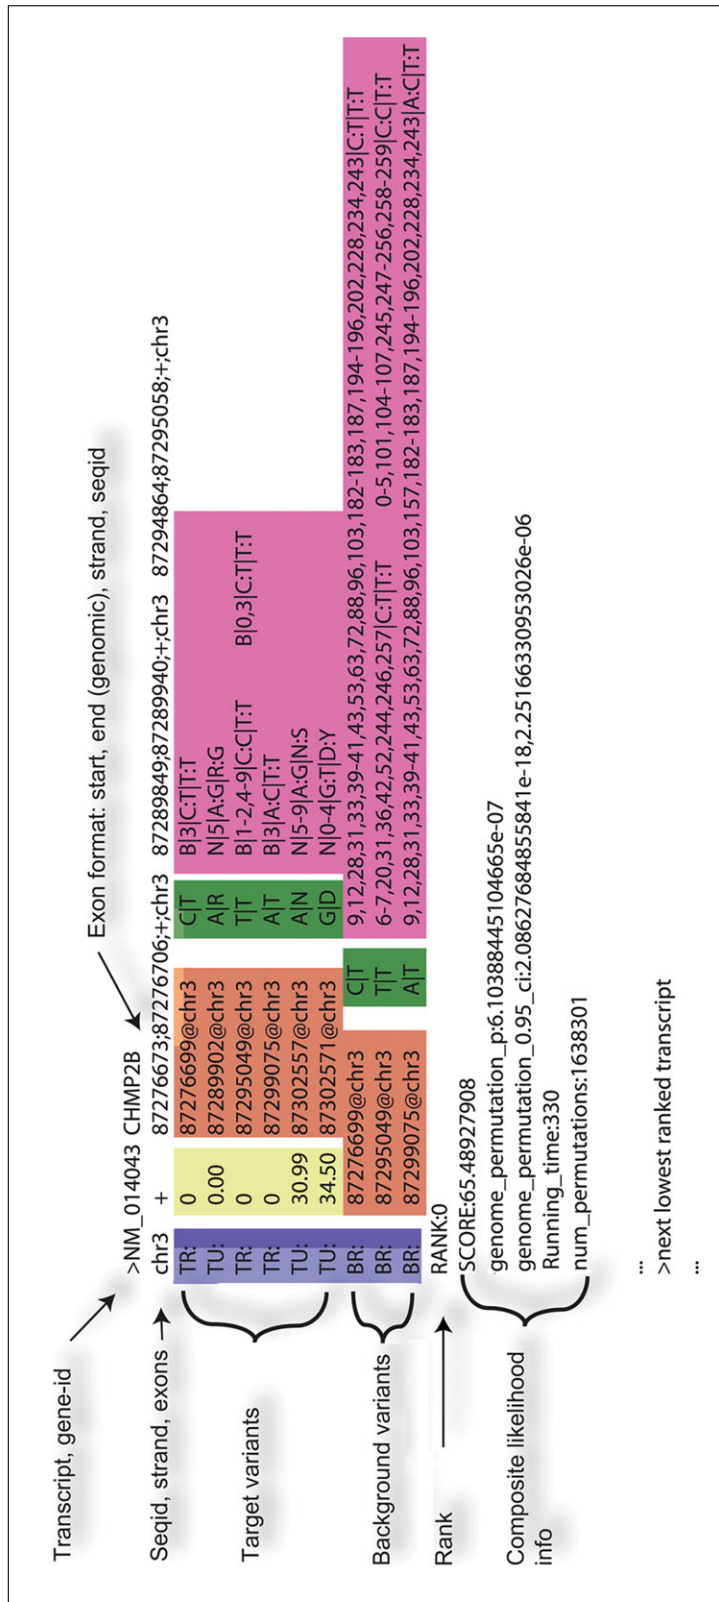 Transcript, gene-id
Exon format: start, end (genomic), strand, seqid
>NM_014043 CHMP2B
Seqid, strand, exons
chr3 + 87276673;87276706;+;chr3 87289849;87289940;+;chr3 87294864;87295058;+;chr3
Target variants
TR: 0 87276699@chr3 C|T B|3|C:T|T:T
TU: 0.00 87289902@chr3 A|R N|5|A:G|R:G
TR: 0 87295049@chr3 T|T B|1-2,4-9|C:C|T:T B|0,3|C:T|T:T
TR: 0 87299075@chr3 A|T B|3|A:C|T:T
TU: 30.99 87302557@chr3 A|N N|5-9|A:G|N:S
TU: 34.50 87302571@chr3 G|D N|0-4|G:T|D:Y
Background variants
BR: 87276699@chr3 C|T 9,12,28,31,33,39-41,43,53,63,72,88,96,103,182-183,187,194-196,202,228,234,243|C:T|T:T
BR: 87295049@chr3 T|T 6-7,20,31,36,42,52,244,246,257|C:T|T:T 0-5,101,104-107,245,247-256,258-259|C:C|T:T
BR: 87299075@chr3 A|T 9,12,28,31,33,39-41,43,53,63,72,88,96,103,157,182-183,187,194-196,202,228,234,243|A:C|T:T
Rank
RANK:0
Composite likelihood
info
SCORE:65.48927908
genome_permutation_p:6.10388445104665e-07
genome_permutation_0.95_ci:2.08627684855841e-18,2.25166330953026e-06
Running_time:330
num_permutations:1638301
...
>next lowest ranked transcript
...